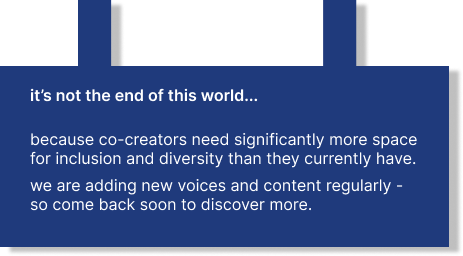 it’s not the end of this world...
because co-creators need significantly more space
for inclusion and diversity than they currently have.
we are adding new voices and content regularly -
so come back soon to discover more.